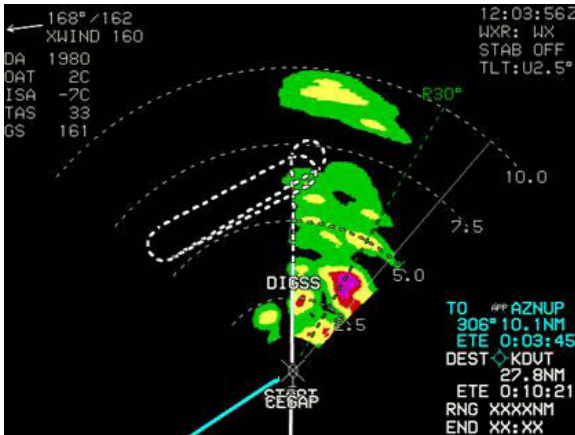 168°/162
XWIND 160
DA 1980
OAT 2C
ISA -7C
TAS 33
GS 161
12:03:56Z
WXR: WX
STAB OFF
TLT:U2.5°
R30°
10.0
7.5
5.0
2.5
DIGSS
CEGAP
TO APP AZNUP
306° 10.1NM
ETE 0:03:45
DEST KDVT
27.8NM
ETE 0:10:21
RNG XXXXNM
END XX:XX